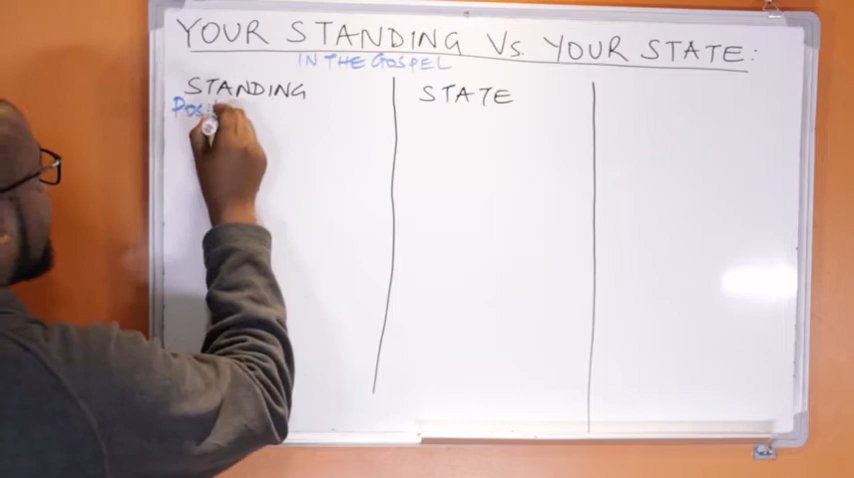 YOUR STANDING Vs. YOUR STATE:
IN THE GOSPEL
STANDING
STATE